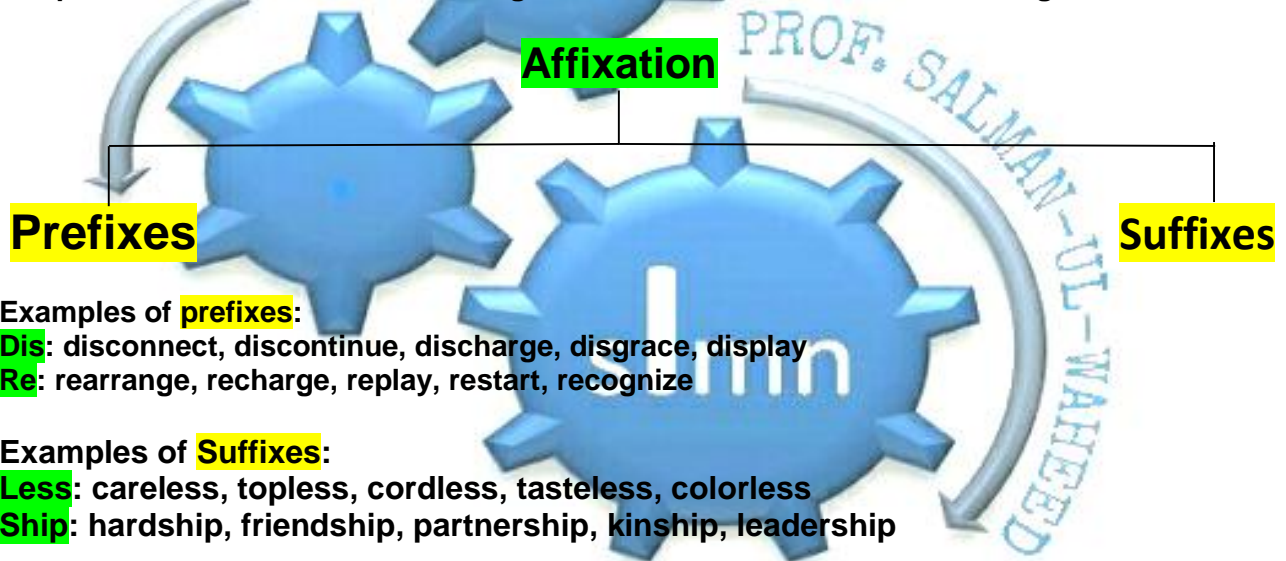 Affixation
PROF. SALMAN-UL-WAHEED
Prefixes
Suffixes
Examples of prefixes:
Dis: disconnect, discontinue, discharge, disgrace, display
Re: rearrange, recharge, replay, restart, recognize
slmn
Examples of Suffixes:
Less: careless, topless, cordless, tasteless, colorless
Ship: hardship, friendship, partnership, kinship, leadership